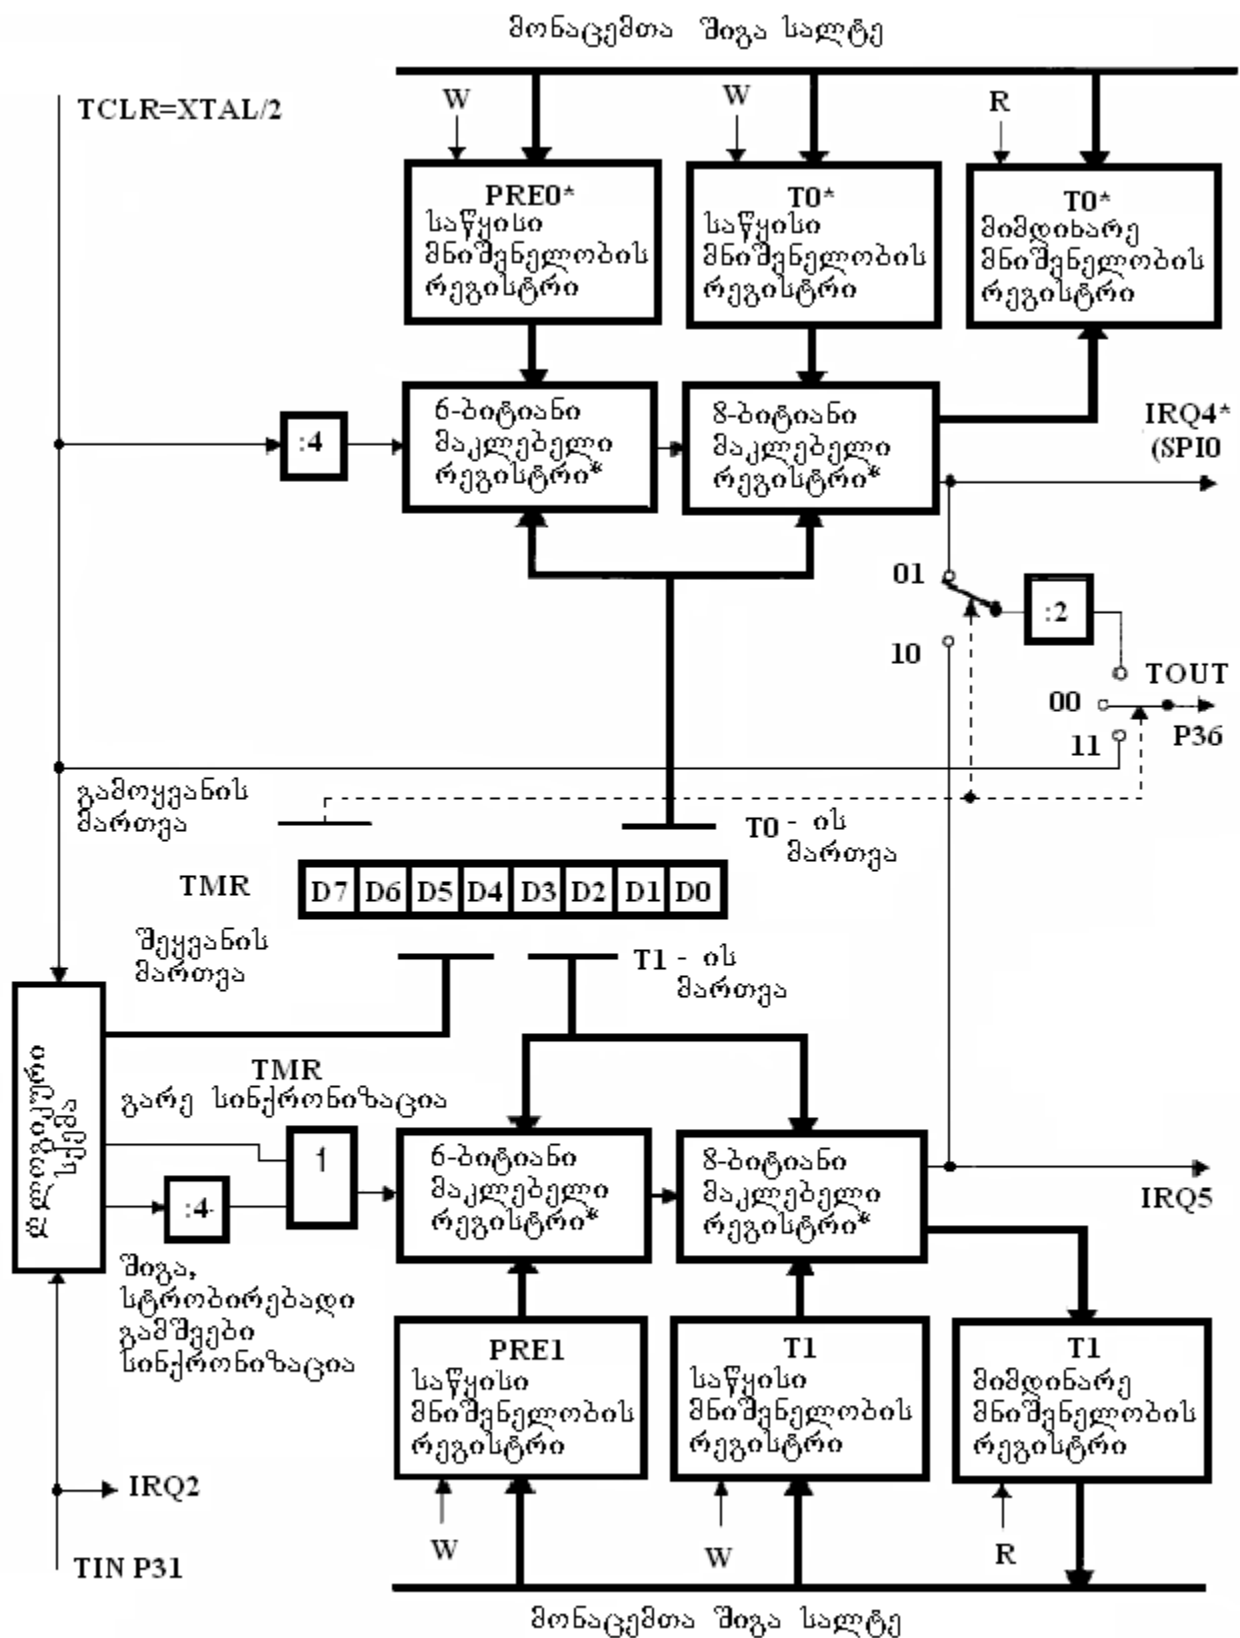 მონაცემთა შიგა სალტე
TCLR=XTAL/2
W
W
R
PRE0*
საწყისი
მნიშვნელობის
რეგისტრი
T0*
საწყისი
მნიშვნელობის
რეგისტრი
T0*
მიმდინარე
მნიშვნელობის
რეგისტრი
:4
6-ბიტიანი
მაკლებელი
რეგისტრი*
8-ბიტიანი
მაკლებელი
რეგისტრი*
IRQ4*
(SPI0
01
:2
10
TOUT
00
11
P36
გამოყვანის
მართვა
T0 - ის
მართვა
TMR
D7 D6 D5 D4 D3 D2 D1 D0
შეყვანის
მართვა
T1 - ის
მართვა
ლოგიკური
სქემა
TMR
გარე სინქრონიზაცია
1
:4
6-ბიტიანი
მაკლებელი
რეგისტრი*
8-ბიტიანი
მაკლებელი
რეგისტრი*
IRQ5
შიგა,
სტრობირებადი
გამშვები
სინქრონიზაცია
PRE1
საწყისი
მნიშვნელობის
რეგისტრი
T1
საწყისი
მნიშვნელობის
რეგისტრი
T1
მიმდინარე
მნიშვნელობის
რეგისტრი
IRQ2
W
W
R
TIN P31
მონაცემთა შიგა სალტე